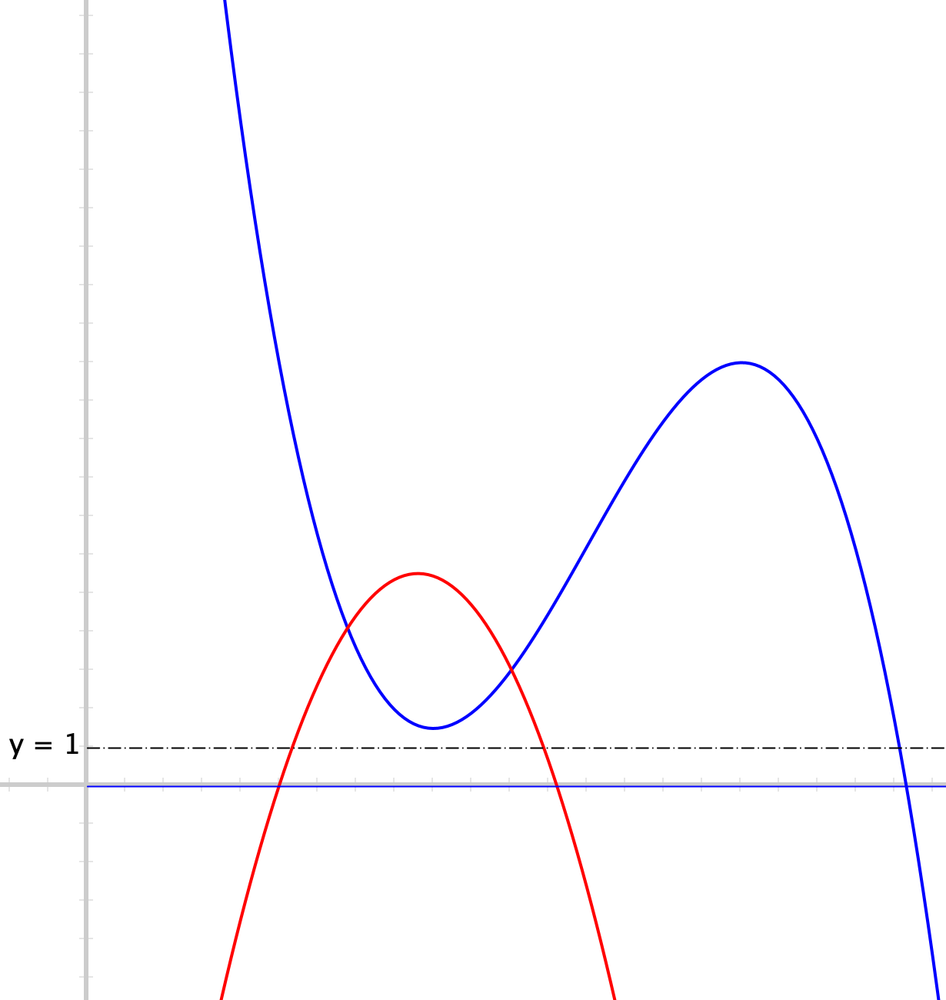 y = 1